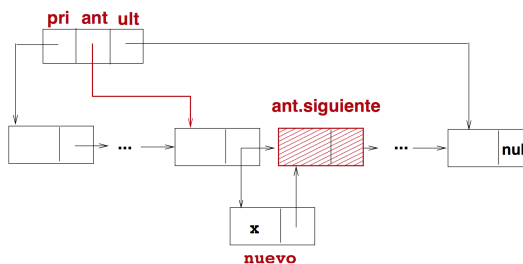 pri ant ult
ant.siguiente
... ...
nul
x
nuevo